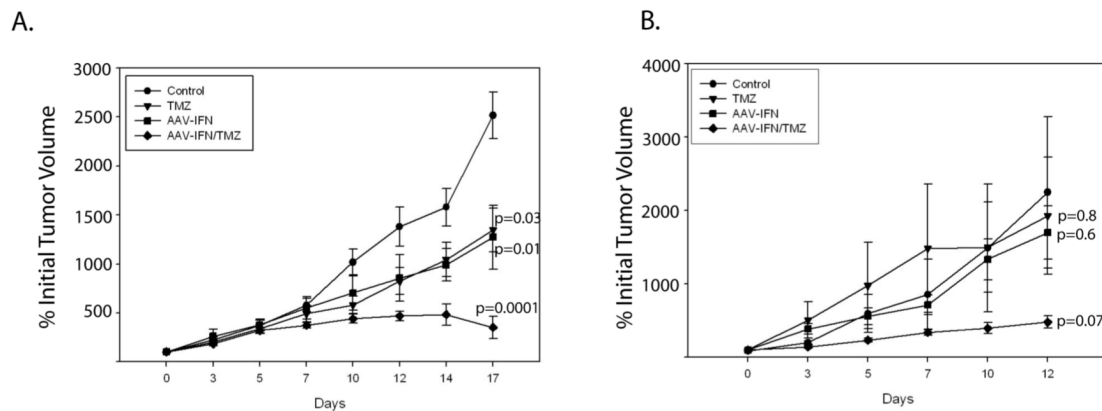 A.
% Initial Tumor Volume
3000
2500
2000
1500
1000
500
Control
TMZ
AAV-IFN
AAV-IFN/TMZ
p=0.03
p=0.01
p=0.0001
0 3 5 7 10 12 14 17
Days
B.
% Initial Tumor Volume
4000
3000
2000
1000
Control
TMZ
AAV-IFN
AAV-IFN/TMZ
p=0.8
p=0.6
p=0.07
0 3 5 7 10 12
Days